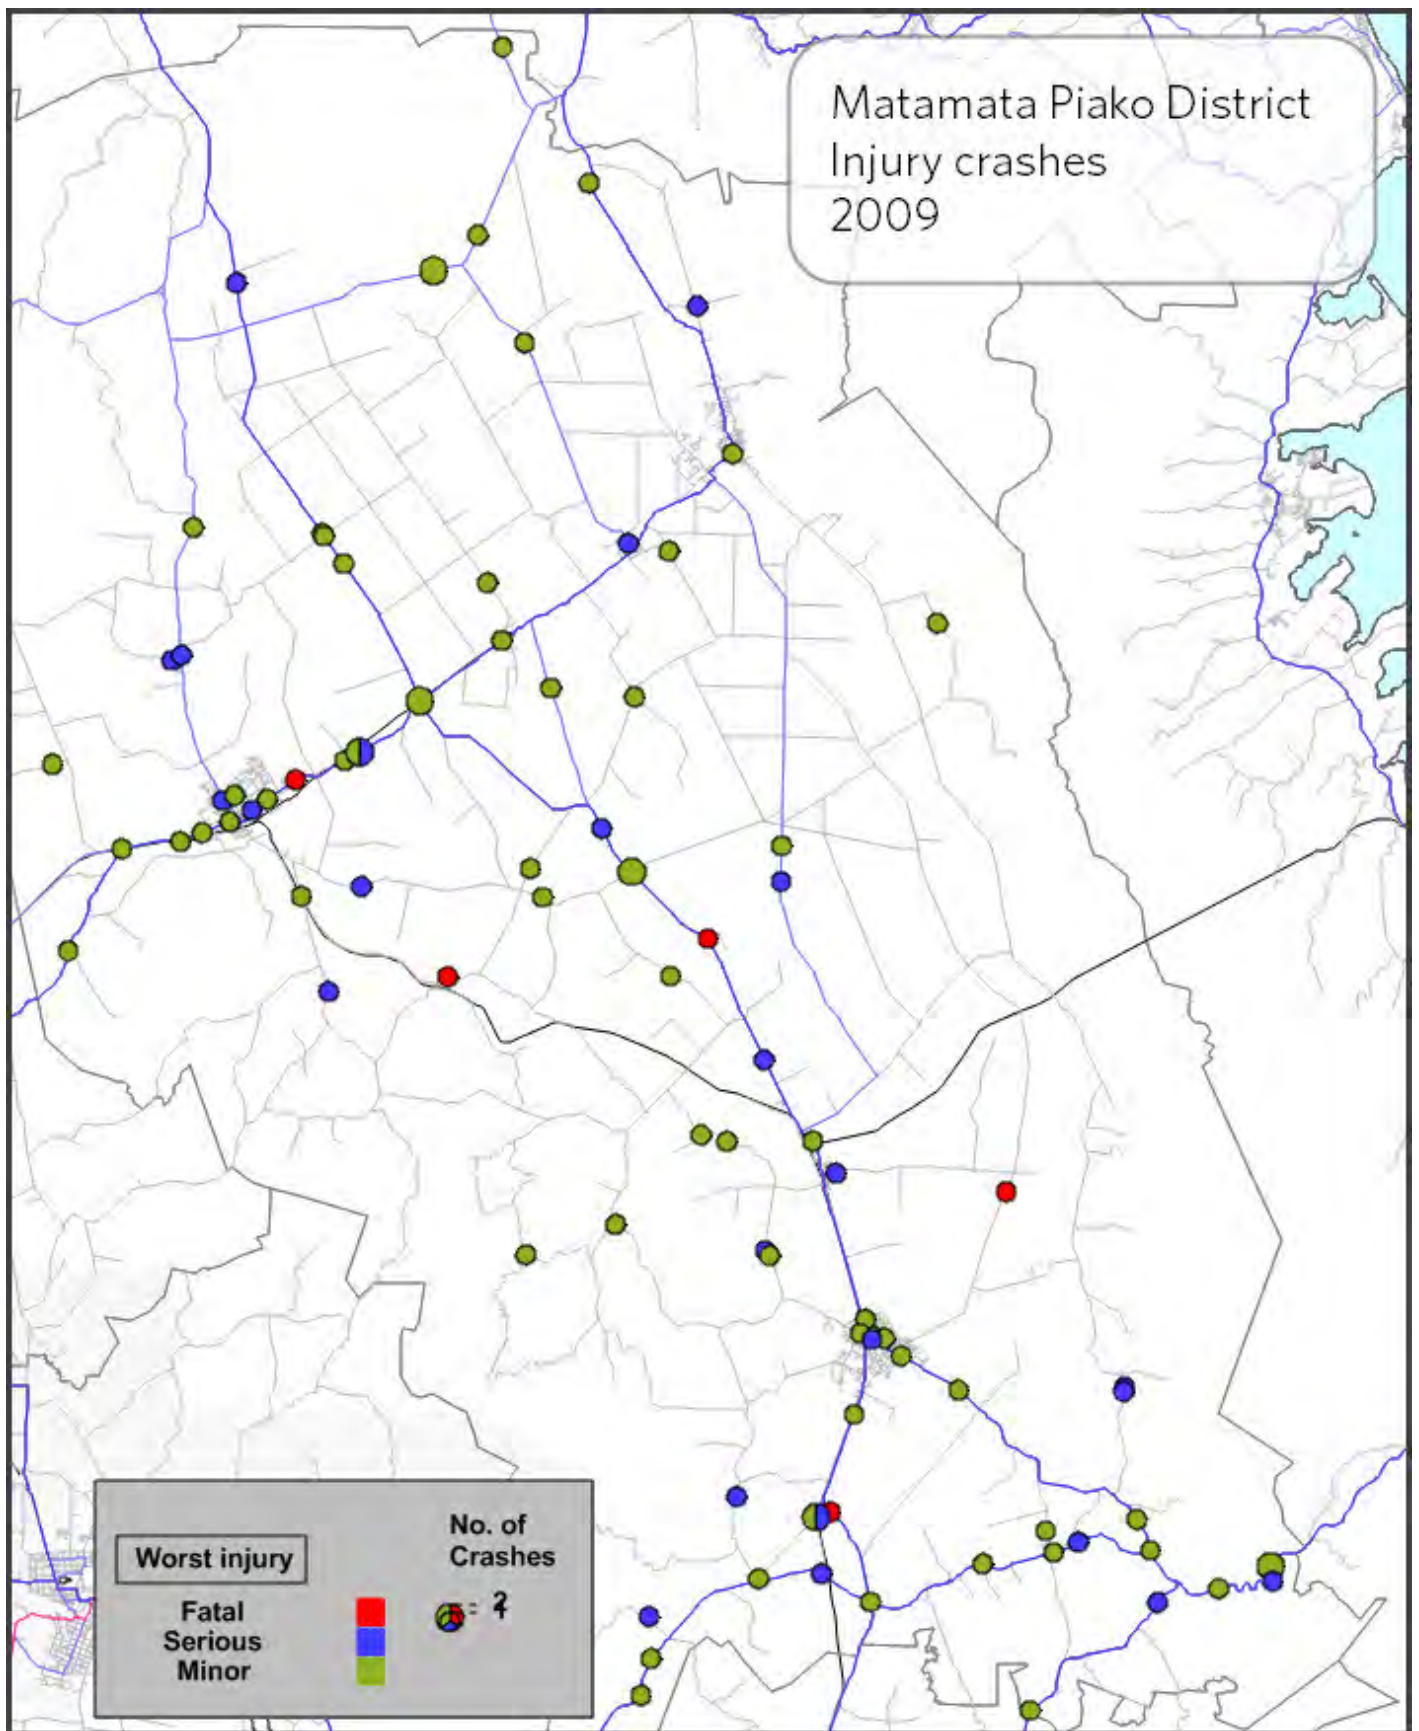 Matamata Piako District
Injury crashes
2009
No. of
Crashes
Worst injury
Fatal
Serious
Minor